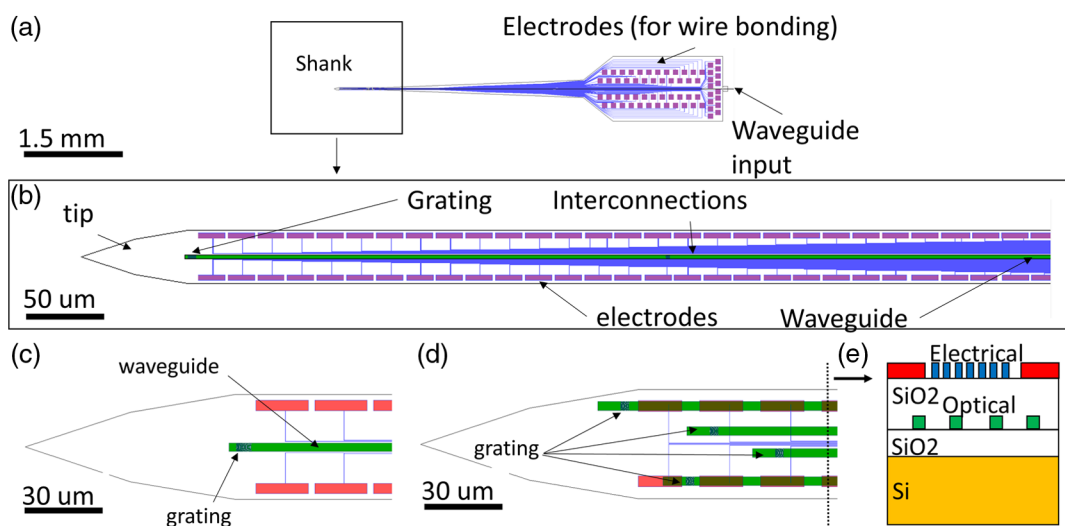 (a)
Electrodes (for wire bonding)
Shank
1.5 mm
Waveguide
input
(b)
tip
Grating
Interconnections
50 um
electrodes
Waveguide
(c)
waveguide
30 um
grating
(d)
grating
30 um
(e)
Electrical
SiO2
Optical
SiO2
Si